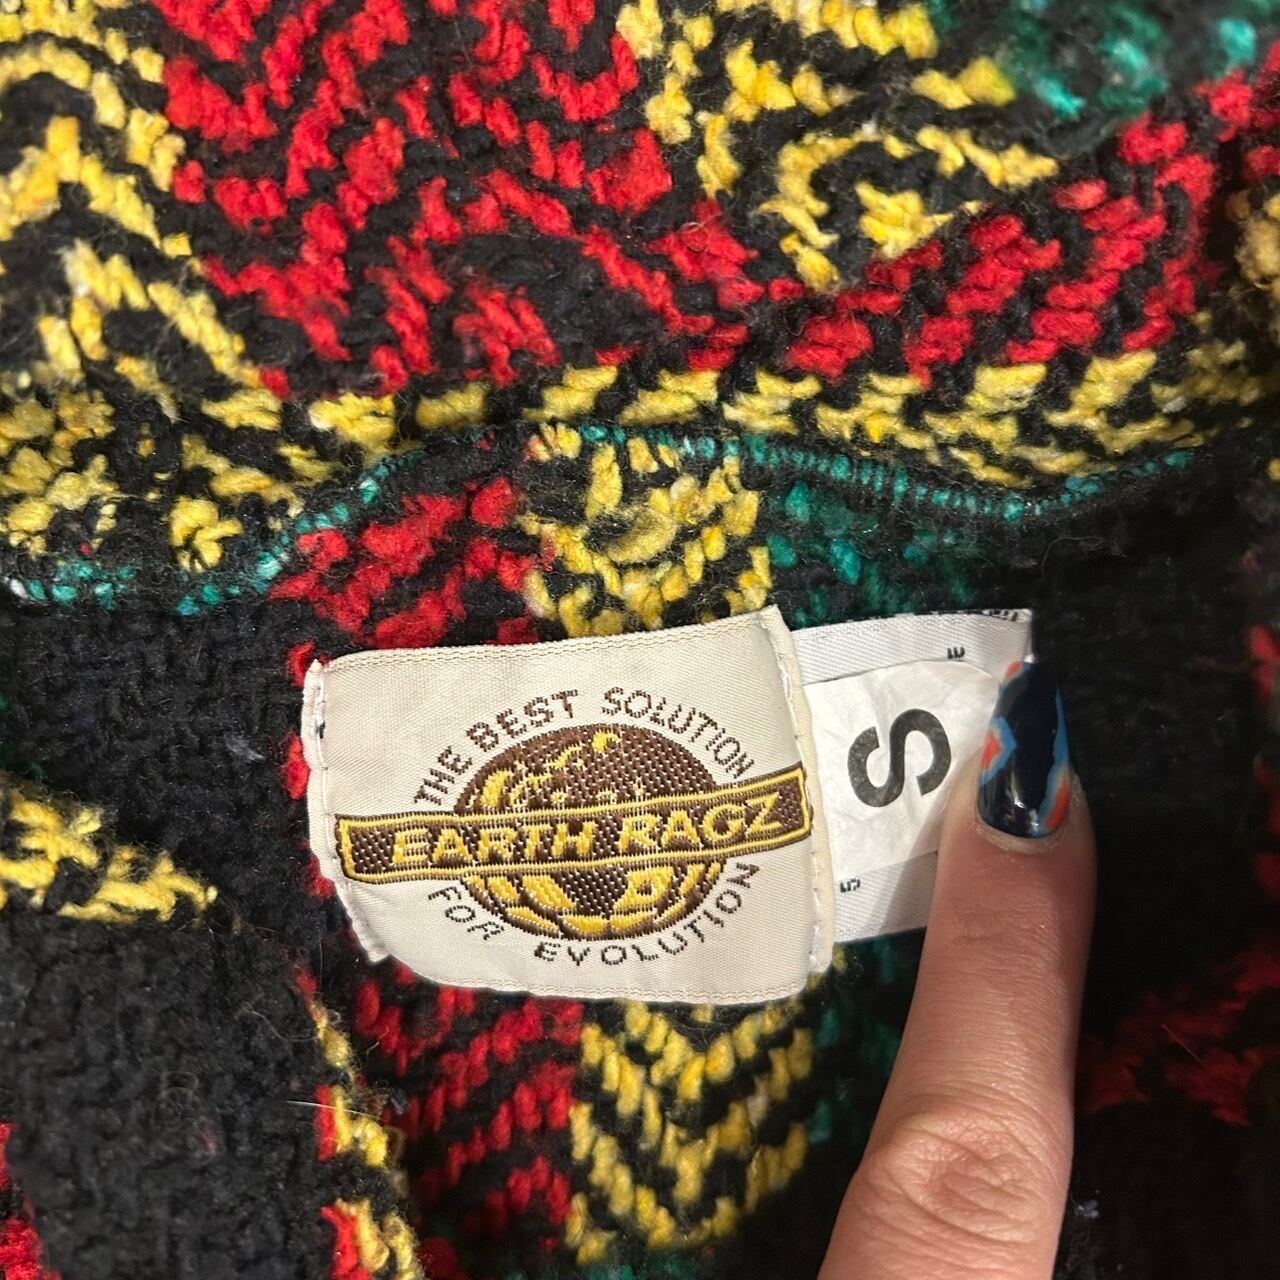 THE BEST SOLUTION
EARTH RAGZ
FOR EVOLUTION
S